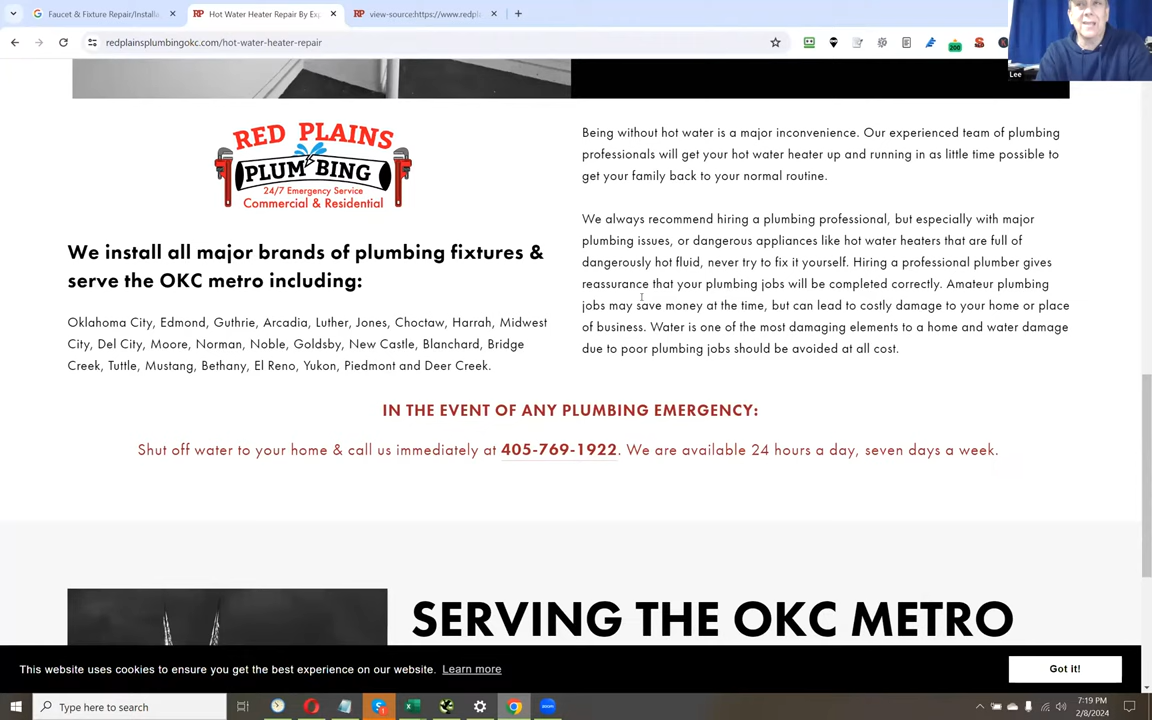 Faucet & Fixture Repair/Installa
Hot Water Heater Repair By Exp
view-source:https://www.redpla
redplainsplumbingokc.com/hot-water-heater-repair
200
Lee
RED PLAINS
PLUMBING
24/7 Emergency Service
Commercial & Residential
We install all major brands of plumbing fixtures &
serve the OKC metro including:
Oklahoma City, Edmond, Guthrie, Arcadia, Luther, Jones, Choctaw, Harrah, Midwest
City, Del City, Moore, Norman, Noble, Goldsby, New Castle, Blanchard, Bridge
Creek, Tuttle, Mustang, Bethany, El Reno, Yukon, Piedmont and Deer Creek.
Being without hot water is a major inconvenience. Our experienced team of plumbing
professionals will get your hot water heater up and running in as little time possible to
get your family back to your normal routine.
We always recommend hiring a plumbing professional, but especially with major
plumbing issues, or dangerous appliances like hot water heaters that are full of
dangerously hot fluid, never try to fix it yourself. Hiring a professional plumber gives
reassurance that your plumbing jobs will be completed correctly. Amateur plumbing
jobs may save money at the time, but can lead to costly damage to your home or place
of business. Water is one of the most damaging elements to a home and water damage
due to poor plumbing jobs should be avoided at all cost.
IN THE EVENT OF ANY PLUMBING EMERGENCY:
Shut off water to your home & call us immediately at 405-769-1922. We are available 24 hours a day, seven days a week.
SERVING THE OKC METRO
This website uses cookies to ensure you get the best experience on our website. Learn more
Got it!
Type here to search
7:19 PM
2/8/2024